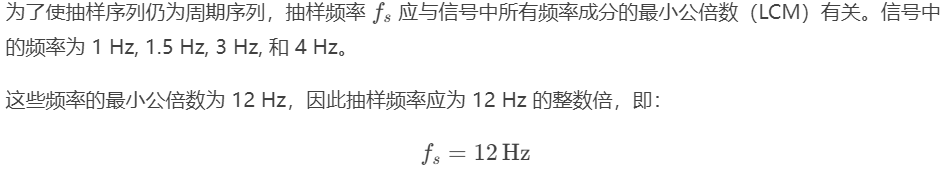 为了使抽样序列仍为周期序列，抽样频率 fₛ 应与信号中所有频率成分的最小公倍数（LCM）有关。信号中
的频率为 1 Hz, 1.5 Hz, 3 Hz, 和 4 Hz。
这些频率的最小公倍数为 12 Hz，因此抽样频率应为 12 Hz 的整数倍，即：
fₛ = 12 Hz